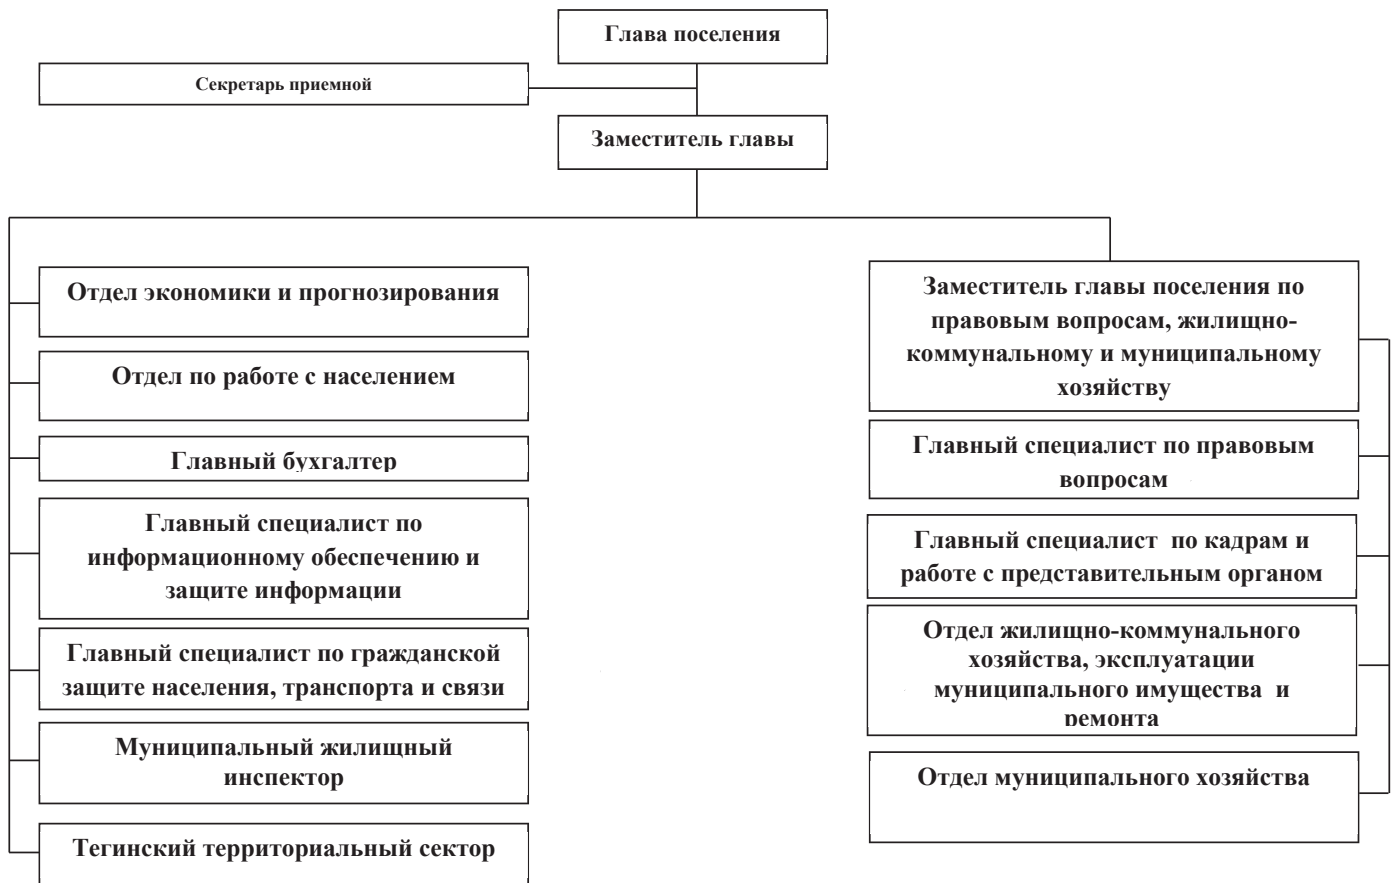 Глава поселения
Секретарь приемной
Заместитель главы
Отдел экономики и прогнозирования
Отдел по работе с населением
Главный бухгалтер
Главный специалист по
информационному обеспечению и
защите информации
Главный специалист по гражданской
защите населения, транспорта и связи
Муниципальный жилищный
инспектор
Тегинский территориальный сектор
Заместитель главы поселения по
правовым вопросам, жилищно-
коммунальному и муниципальному
хозяйству
Главный специалист по правовым
вопросам
Главный специалист по кадрам и
работе с представительным органом
Отдел жилищно-коммунального
хозяйства, эксплуатации
муниципального имущества и
ремонта
Отдел муниципального хозяйства